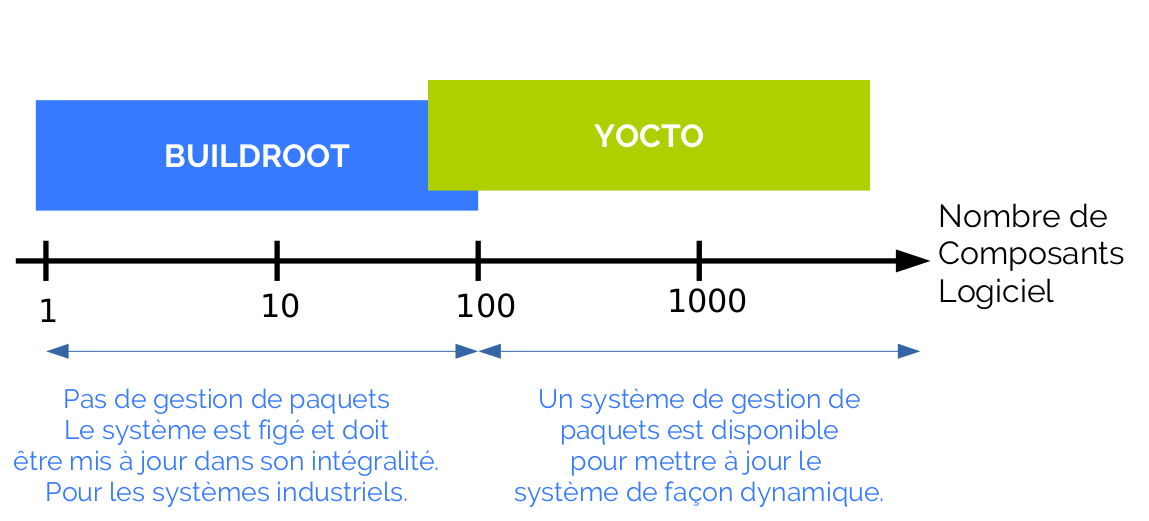 BUILDROOT
YOCTO
Nombre de
Composants
Logiciel
1
10
100
1000
Pas de gestion de paquets
Le système est figé et doit
être mis à jour dans son intégralité.
Pour les systèmes industriels.
Un système de gestion de
paquets est disponible
pour mettre à jour le
système de façon dynamique.